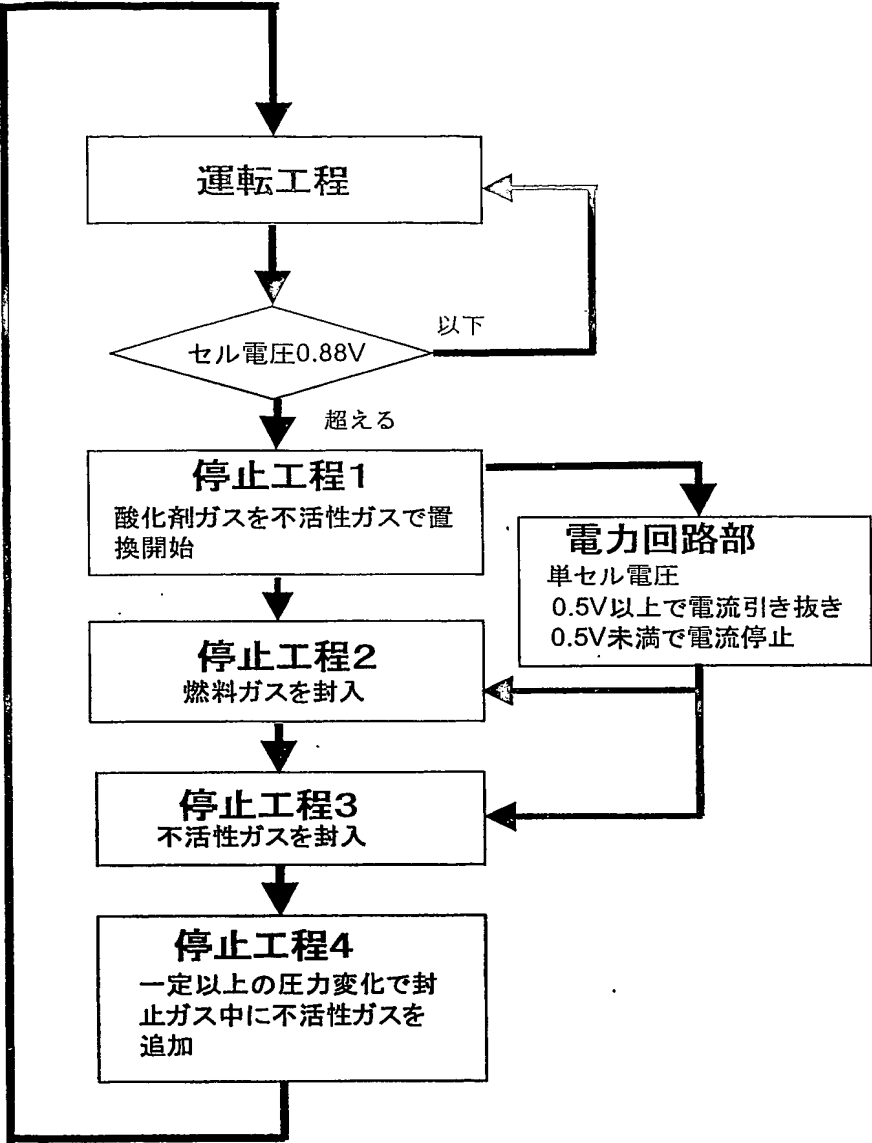 運転工程
セル電圧0.88V
以下
超える
停止工程1
酸化剤ガスを不活性ガスで置
換開始
電力回路部
単セル電圧
0.5V以上で電流引き抜き
0.5V未満で電流停止
停止工程2
燃料ガスを封入
停止工程3
不活性ガスを封入
停止工程4
一定以上の圧力変化で封
止ガス中に不活性ガスを
追加